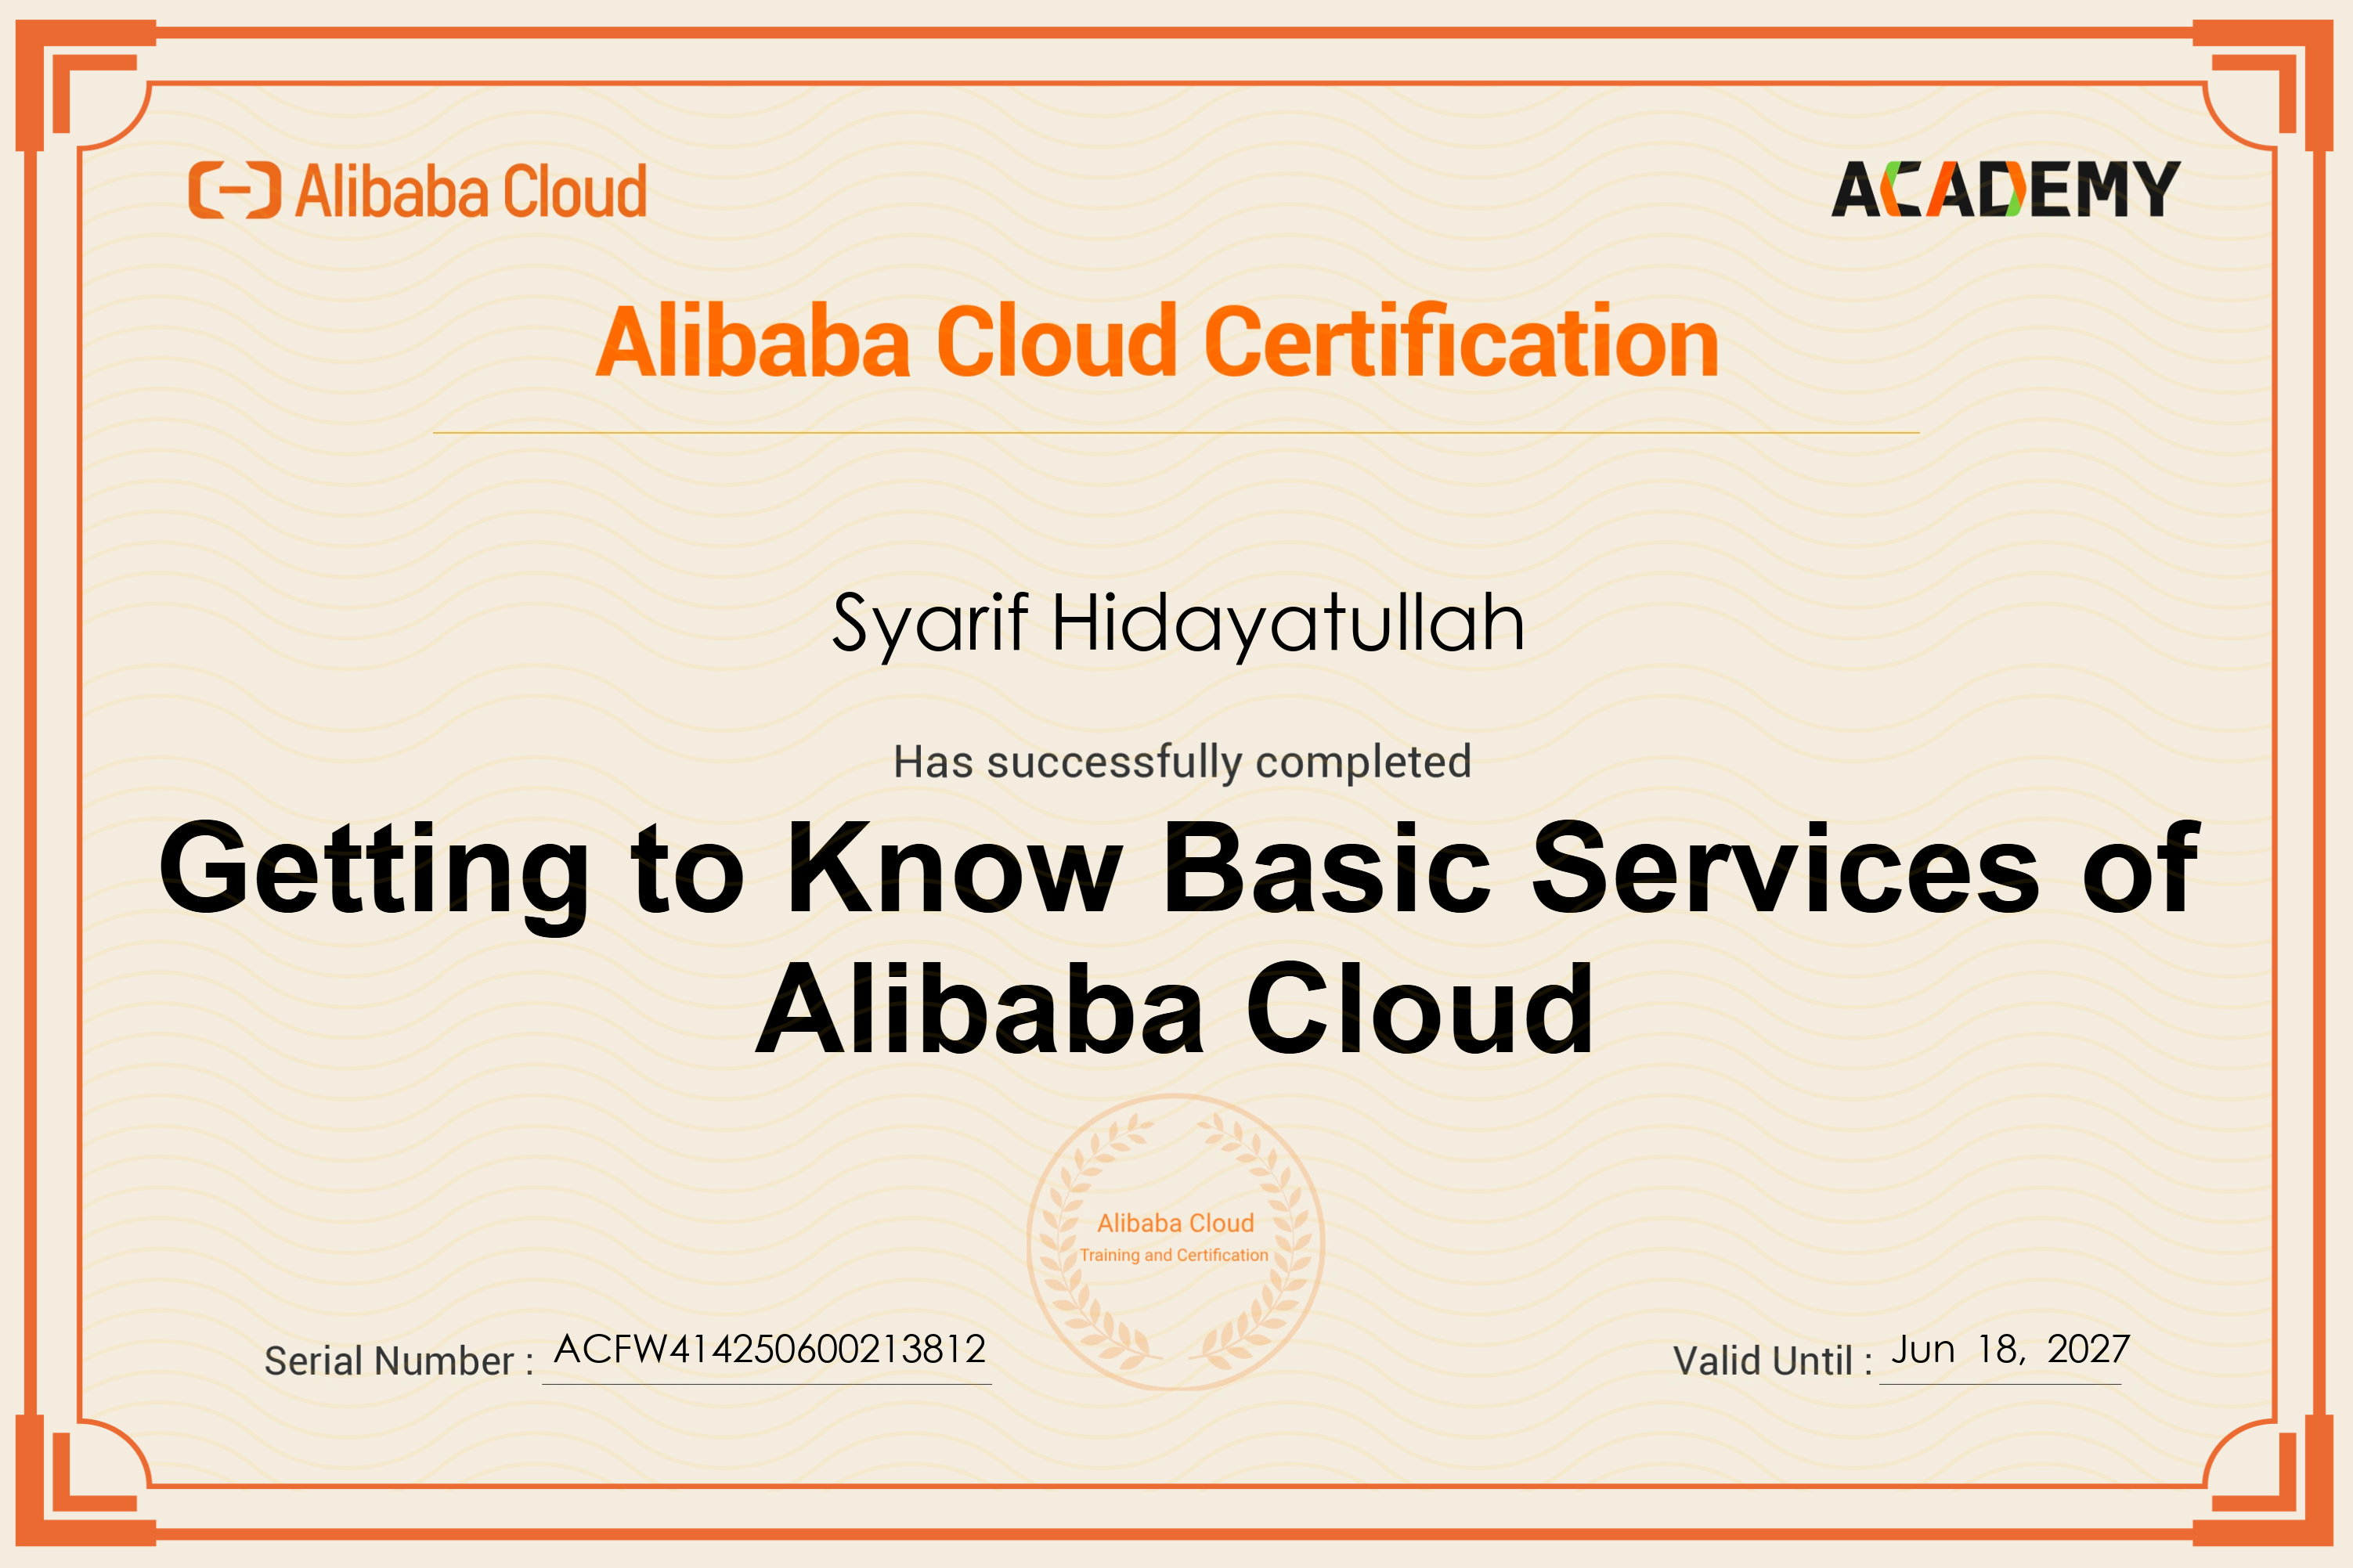 Alibaba Cloud
ACADEMY
Alibaba Cloud Certification
Syarif Hidayatullah
Has successfully completed
Getting to Know Basic Services of
Alibaba Cloud
Alibaba Cloud
Training and Certification
Serial Number : ACFW414250600213812
Valid Until : Jun 18, 2027